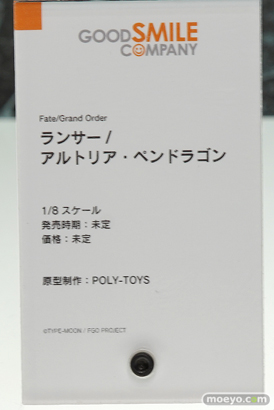 GOODSMILE
COMPANY
Fate/Grand Order
ランサー/
アルトリア・ペンドラゴン
1/8 スケール
発売時期：未定
価格：未定
原型制作：POLY-TOYS
©TYPE-MOON / FGO PROJECT
moeyo.com